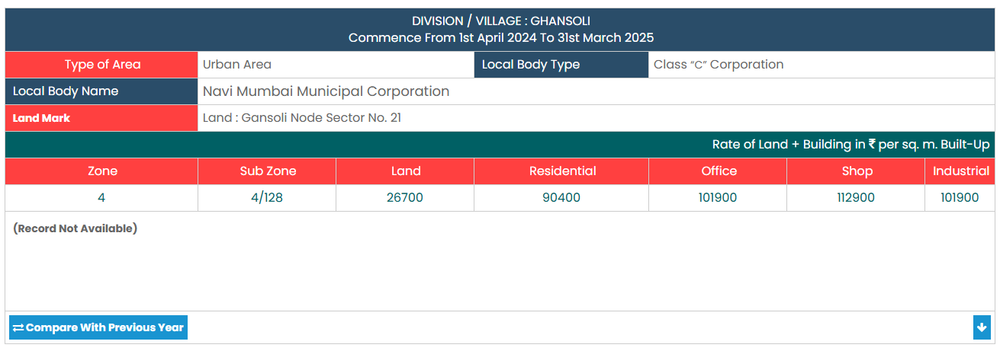 DIVISION / VILLAGE : GHANSOLI
Commence From 1st April 2024 To 31st March 2025
Type of Area Urban Area Local Body Type Class “C” Corporation
Local Body Name Navi Mumbai Municipal Corporation
Land Mark Land : Gansoli Node Sector No. 21
Rate of Land + Building in ₹ per sq. m. Built-Up
Zone Sub Zone Land Residential Office Shop Industrial
4 4/128 26700 90400 101900 112900 101900
(Record Not Available)
Compare With Previous Year